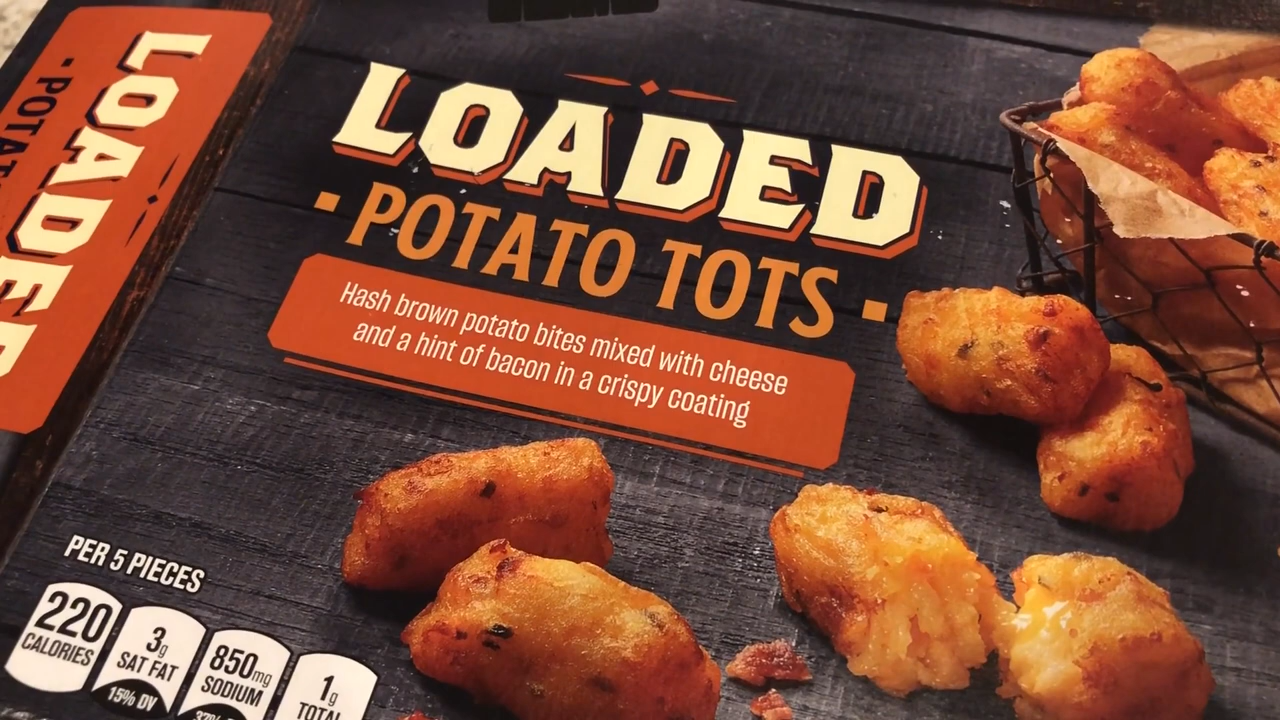 LOADED
LOADED
POTATO TOTS
Hash brown potato bites mixed with cheese
and a hint of bacon in a crispy coating
PER 5 PIECES
220
CALORIES
3g
SAT FAT
15% DV
850mg
SODIUM
1g
TOTAL